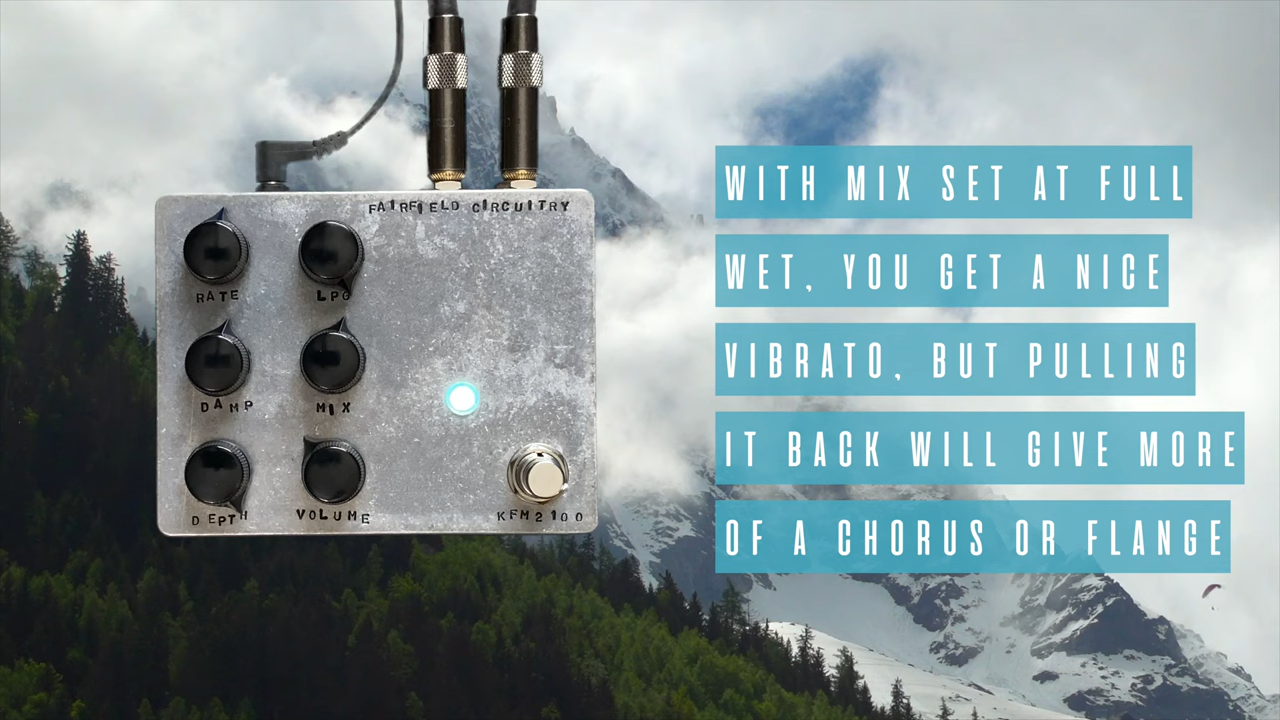 FAIRFIELD CIRCUITRY
RATE LPG
DAMP MIX
DEPTH VOLUME KFM2100
WITH MIX SET AT FULL
WET, YOU GET A NICE
VIBRATO, BUT PULLING
IT BACK WILL GIVE MORE
OF A CHORUS OR FLANGE